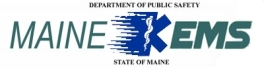 DEPARTMENT OF PUBLIC SAFETY
MAINE EMS
STATE OF MAINE